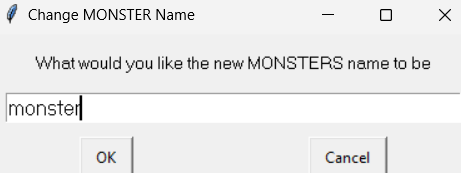 Change MONSTER Name
What would you like the new MONSTERS name to be
monster
OK Cancel